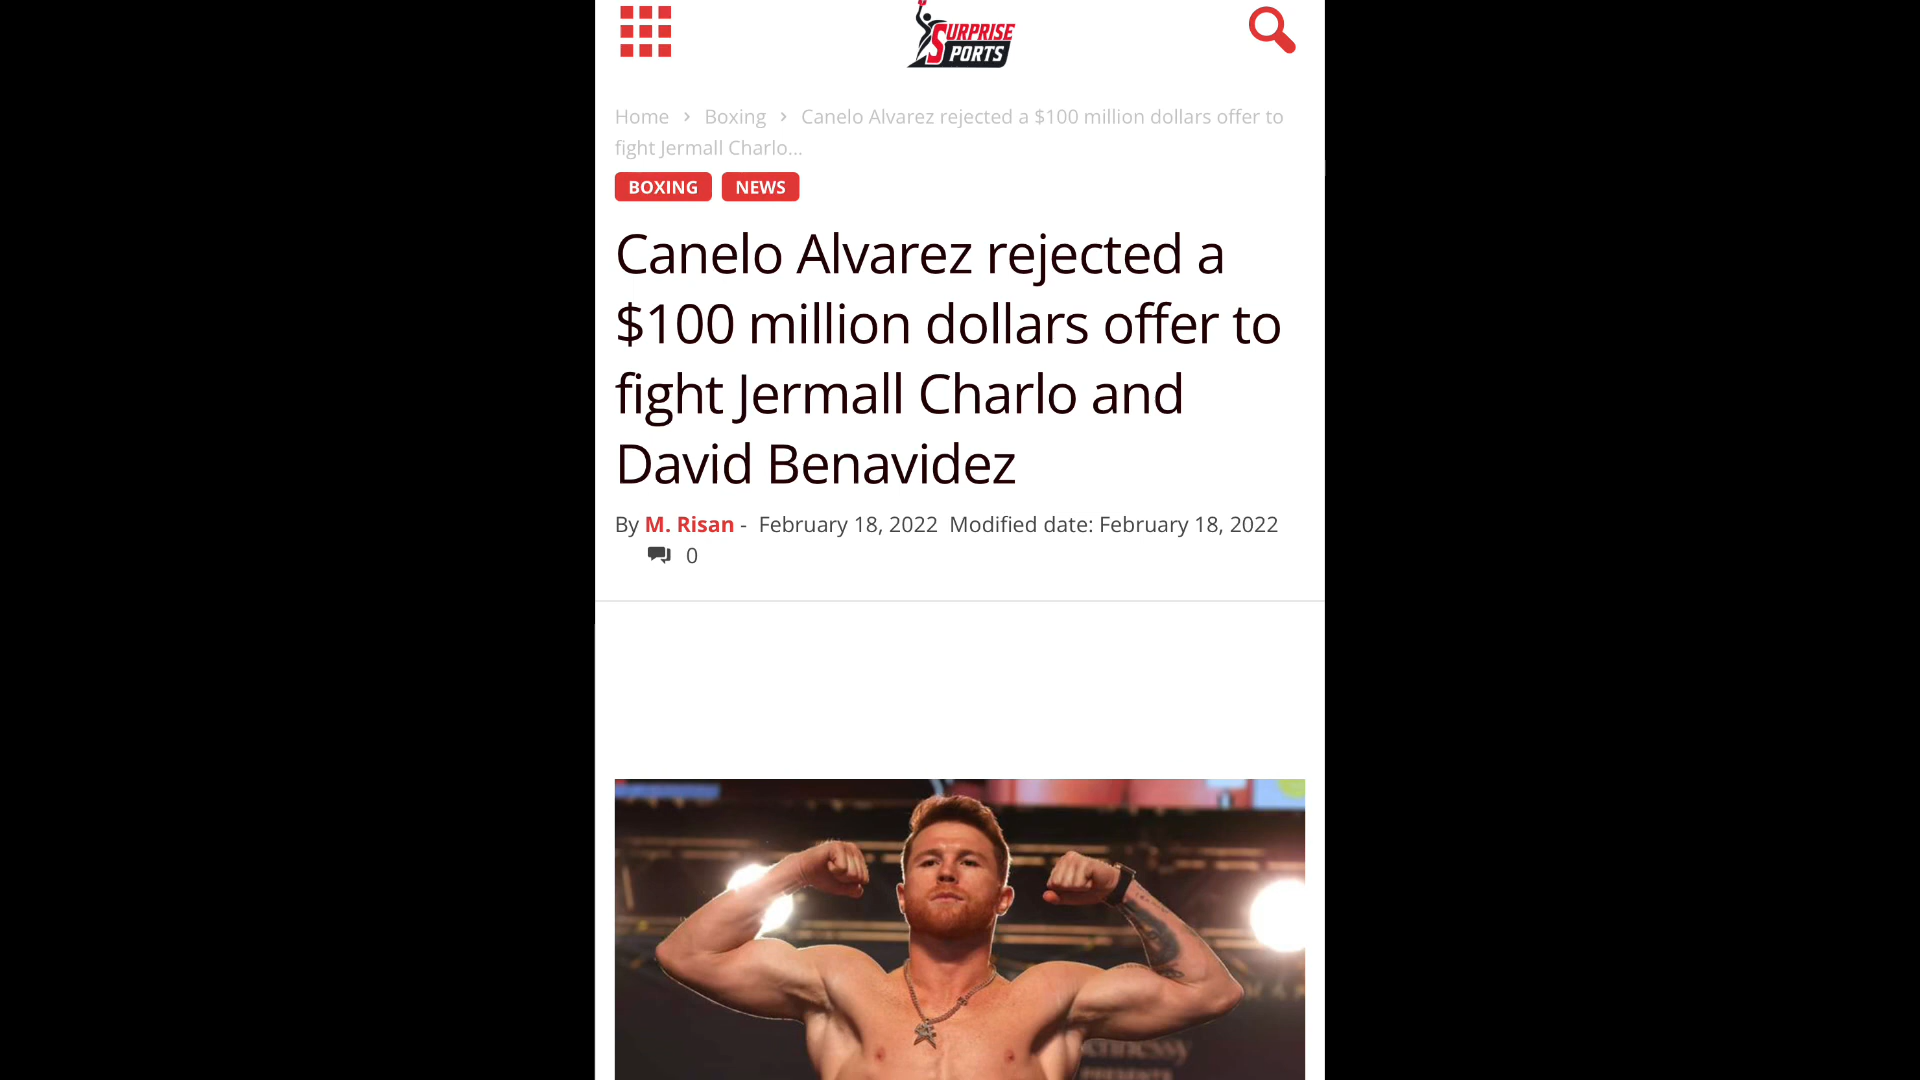 SURPRISE
SPORTS
Home > Boxing > Canelo Alvarez rejected a $100 million dollars offer to
fight Jermall Charlo...
BOXING NEWS
Canelo Alvarez rejected a
$100 million dollars offer to
fight Jermall Charlo and
David Benavidez
By M. Risan - February 18, 2022 Modified date: February 18, 2022
0